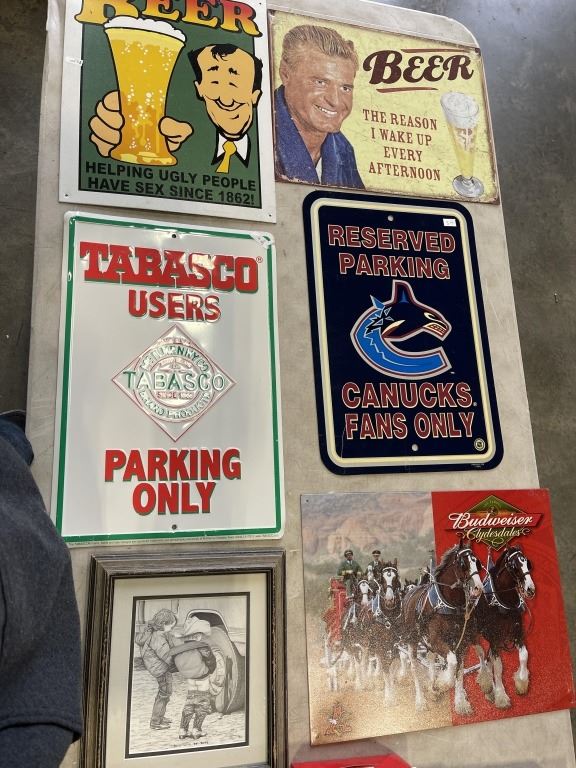 BEER
HELPING UGLY PEOPLE
HAVE SEX SINCE 1862!
BEER
THE REASON
I WAKE UP
EVERY
AFTERNOON
TABASCO®
USERS
TABASCO
PARKING
ONLY
RESERVED
PARKING
CANUCKS
FANS ONLY
Budweiser
Clydesdales